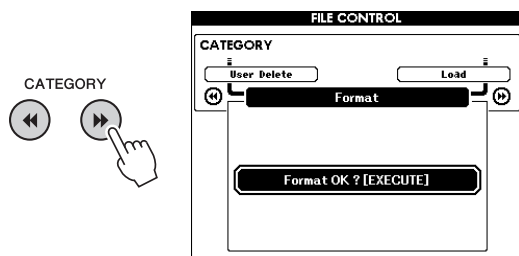 FILE CONTROL
CATEGORY
User Delete
Load
Format
Format OK ? [EXECUTE]
CATEGORY